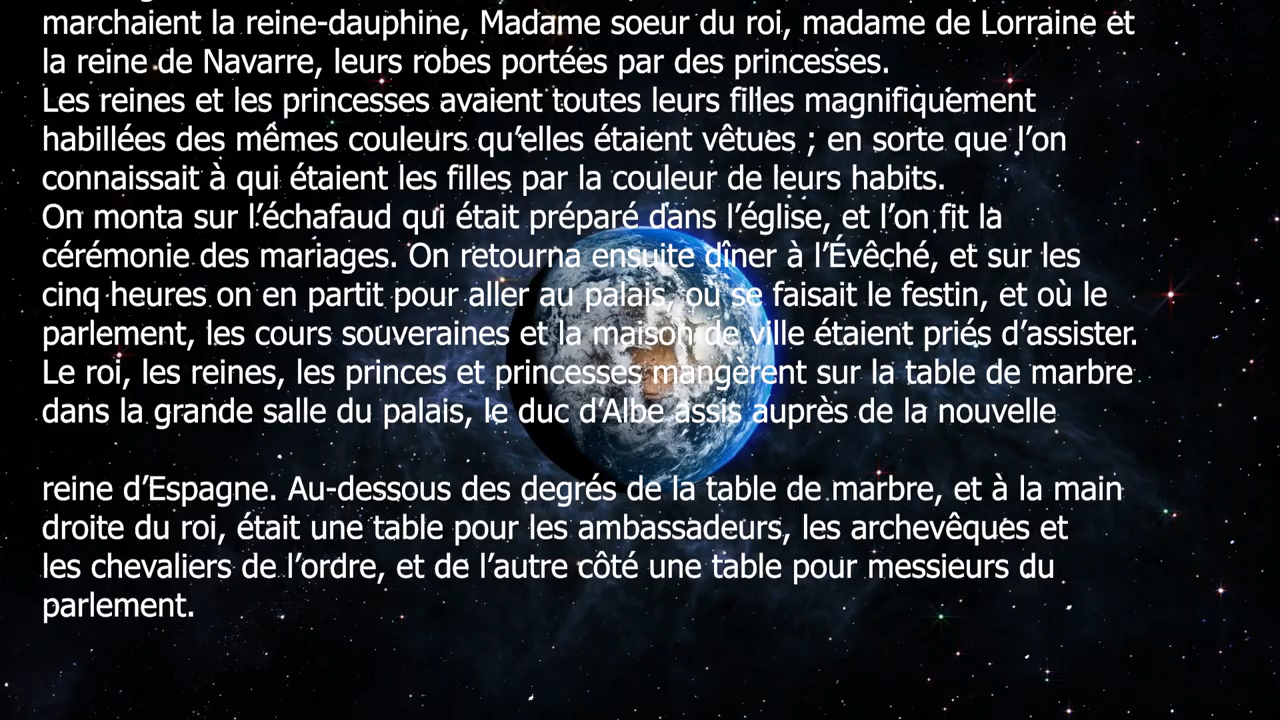 marchaient la reine-dauphine, Madame soeur du roi, madame de Lorraine et
la reine de Navarre, leurs robes portées par des princesses.
Les reines et les princesses avaient toutes leurs filles magnifiquement
habillées des mêmes couleurs qu’elles étaient vêtues ; en sorte que l’on
connaissait à qui étaient les filles par la couleur de leurs habits.
On monta sur l’échafaud qui était préparé dans l’église, et l’on fit la
cérémonie des mariages. On retourna ensuite dîner à l’Évêché, et sur les
cinq heures on en partit pour aller au palais, où se faisait le festin, et où le
parlement, les cours souveraines et la maison de ville étaient priés d’assister.
Le roi, les reines, les princes et princesses mangèrent sur la table de marbre
dans la grande salle du palais, le duc d’Albe assis auprès de la nouvelle
reine d’Espagne. Au-dessous des degrés de la table de marbre, et à la main
droite du roi, était une table pour les ambassadeurs, les archevêques et
les chevaliers de l’ordre, et de l’autre côté une table pour messieurs du
parlement.